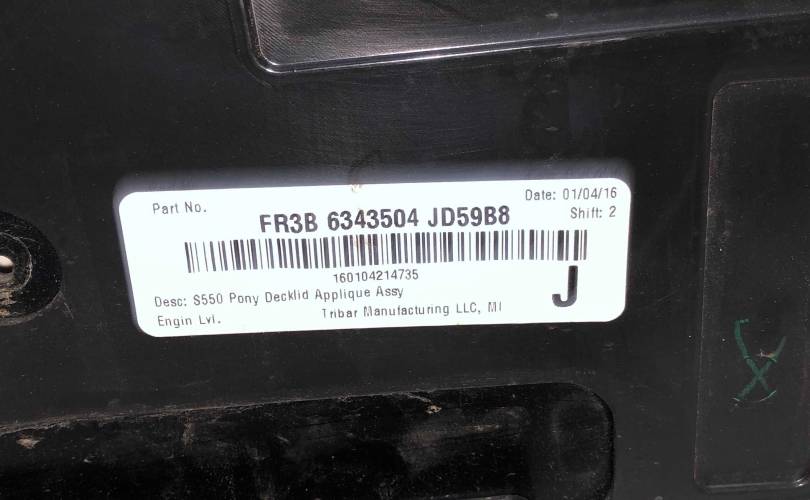 Part No.
Date: 01/04/16
FR3B 6343504 JD59B8
Shift: 2
160104214735
Desc: S550 Pony Decklid Applique Assy
J
Engin Lvl.
Tribar Manufacturing LLC, MI
X